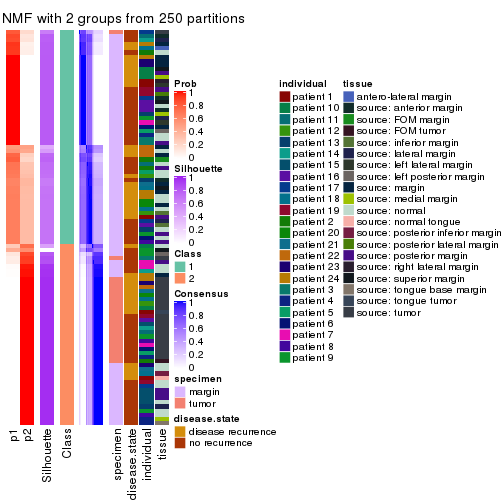 NMF with 2 groups from 250 partitions
Prob
1
0.8
0.6
0.4
0.2
0
Silhouette
1
0.8
0.6
0.4
0.2
0
Class
1
2
Consensus
1
0.8
0.6
0.4
0.2
0
specimen
margin
tumor
disease.state
disease recurrence
no recurrence
individual
patient 1
patient 10
patient 11
patient 12
patient 13
patient 14
patient 15
patient 16
patient 17
patient 18
patient 19
patient 2
patient 20
patient 21
patient 22
patient 23
patient 24
patient 3
patient 4
patient 5
patient 6
patient 7
patient 8
patient 9
tissue
antero-lateral margin
source: anterior margin
source: FOM margin
source: FOM tumor
source: inferior margin
source: lateral margin
source: left lateral margin
source: left posterior margin
source: margin
source: medial margin
source: normal
source: normal tongue
source: posterior inferior margin
source: posterior lateral margin
source: posterior margin
source: right lateral margin
source: superior margin
source: tongue base margin
source: tongue tumor
source: tumor
p1
p2
Silhouette
Class
specimen
disease.state
individual
tissue